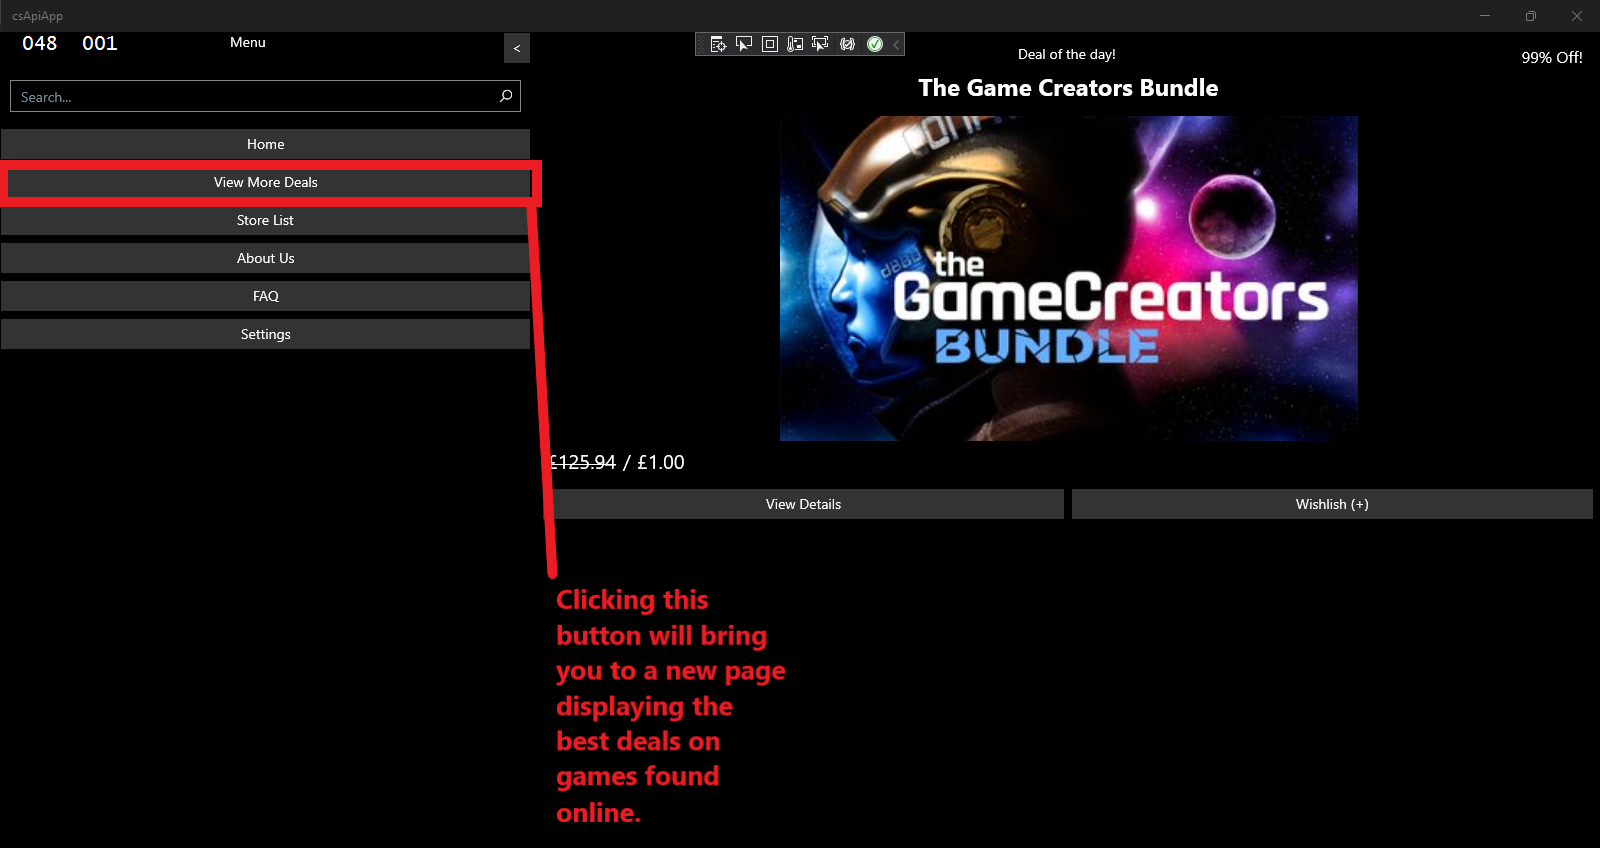 csApiApp
048 001 Menu <
Search...
Home
View More Deals
Store List
About Us
FAQ
Settings
Deal of the day!
99% Off!
The Game Creators Bundle
dBBD
the
GameCreators
BUNDLE
£125.94 / £1.00
View Details
Wishlish (+)
Clicking this
button will bring
you to a new page
displaying the
best deals on
games found
online.